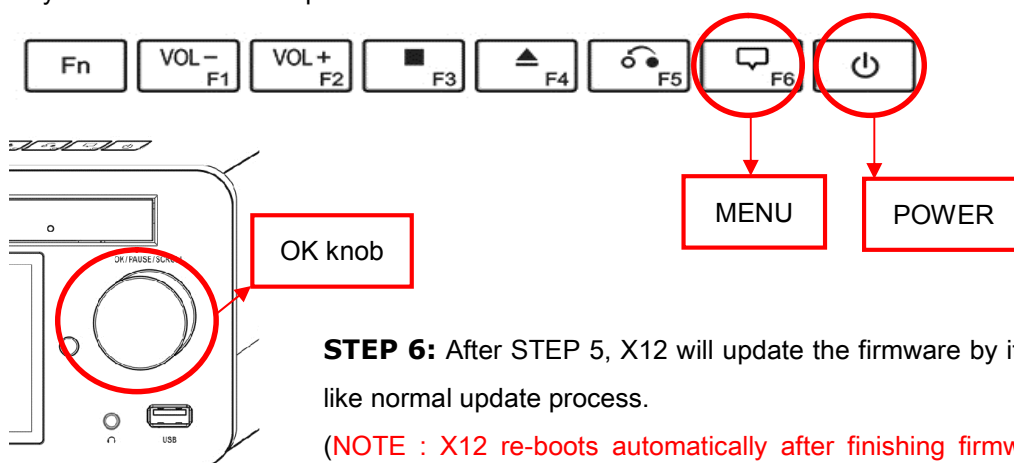 Fn VOL- F1 VOL+ F2 F3 F4 F5 F6
MENU POWER
OK/PAUSE/SCROLL
OK knob
USB
STEP 6: After STEP 5, X12 will update the firmware by
like normal update process.
(NOTE : X12 re-boots automatically after finishing